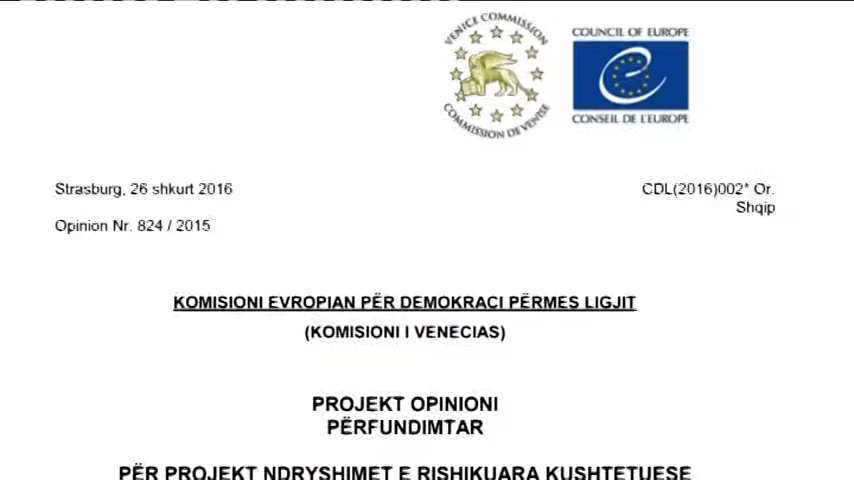 VENICE COMMISSION
COMMISSION DE VENISE
COUNCIL OF EUROPE
CONSEIL DE L'EUROPE
Strasburg, 26 shkurt 2016
CDL(2016)002* Or.
Shqip
Opinion Nr. 824 / 2015
KOMISIONI EVROPIAN PËR DEMOKRACI PËRMES LIGJIT
(KOMISIONI I VENECIAS)
PROJEKT OPINIONI
PËRFUNDIMTAR
PËR PROJEKT NDRYSHIMET E RISHIKUARA KUSHTETUESE